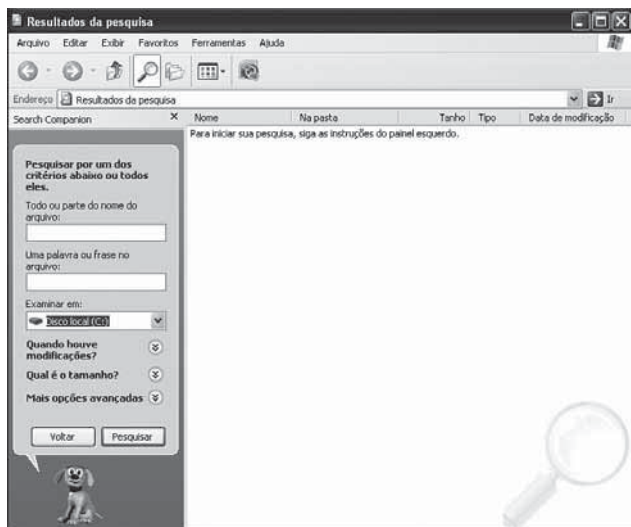 Resultados da pesquisa
Arquivo Editar Exibir Favoritos Ferramentas Ajuda
Endereço Resultados da pesquisa Ir
Search Companion × Nome Na pasta Tanho Tipo Data de modificação
Para iniciar sua pesquisa, siga as instruções do painel esquerdo.
Pesquisar por um dos
critérios abaixo ou todos
eles.
Todo ou parte do nome do
arquivo:
Uma palavra ou frase no
arquivo:
Examinar em:
Disco local (C:)
Quando houve
modificações?
Qual é o tamanho?
Mais opções avançadas
Voltar Pesquisar